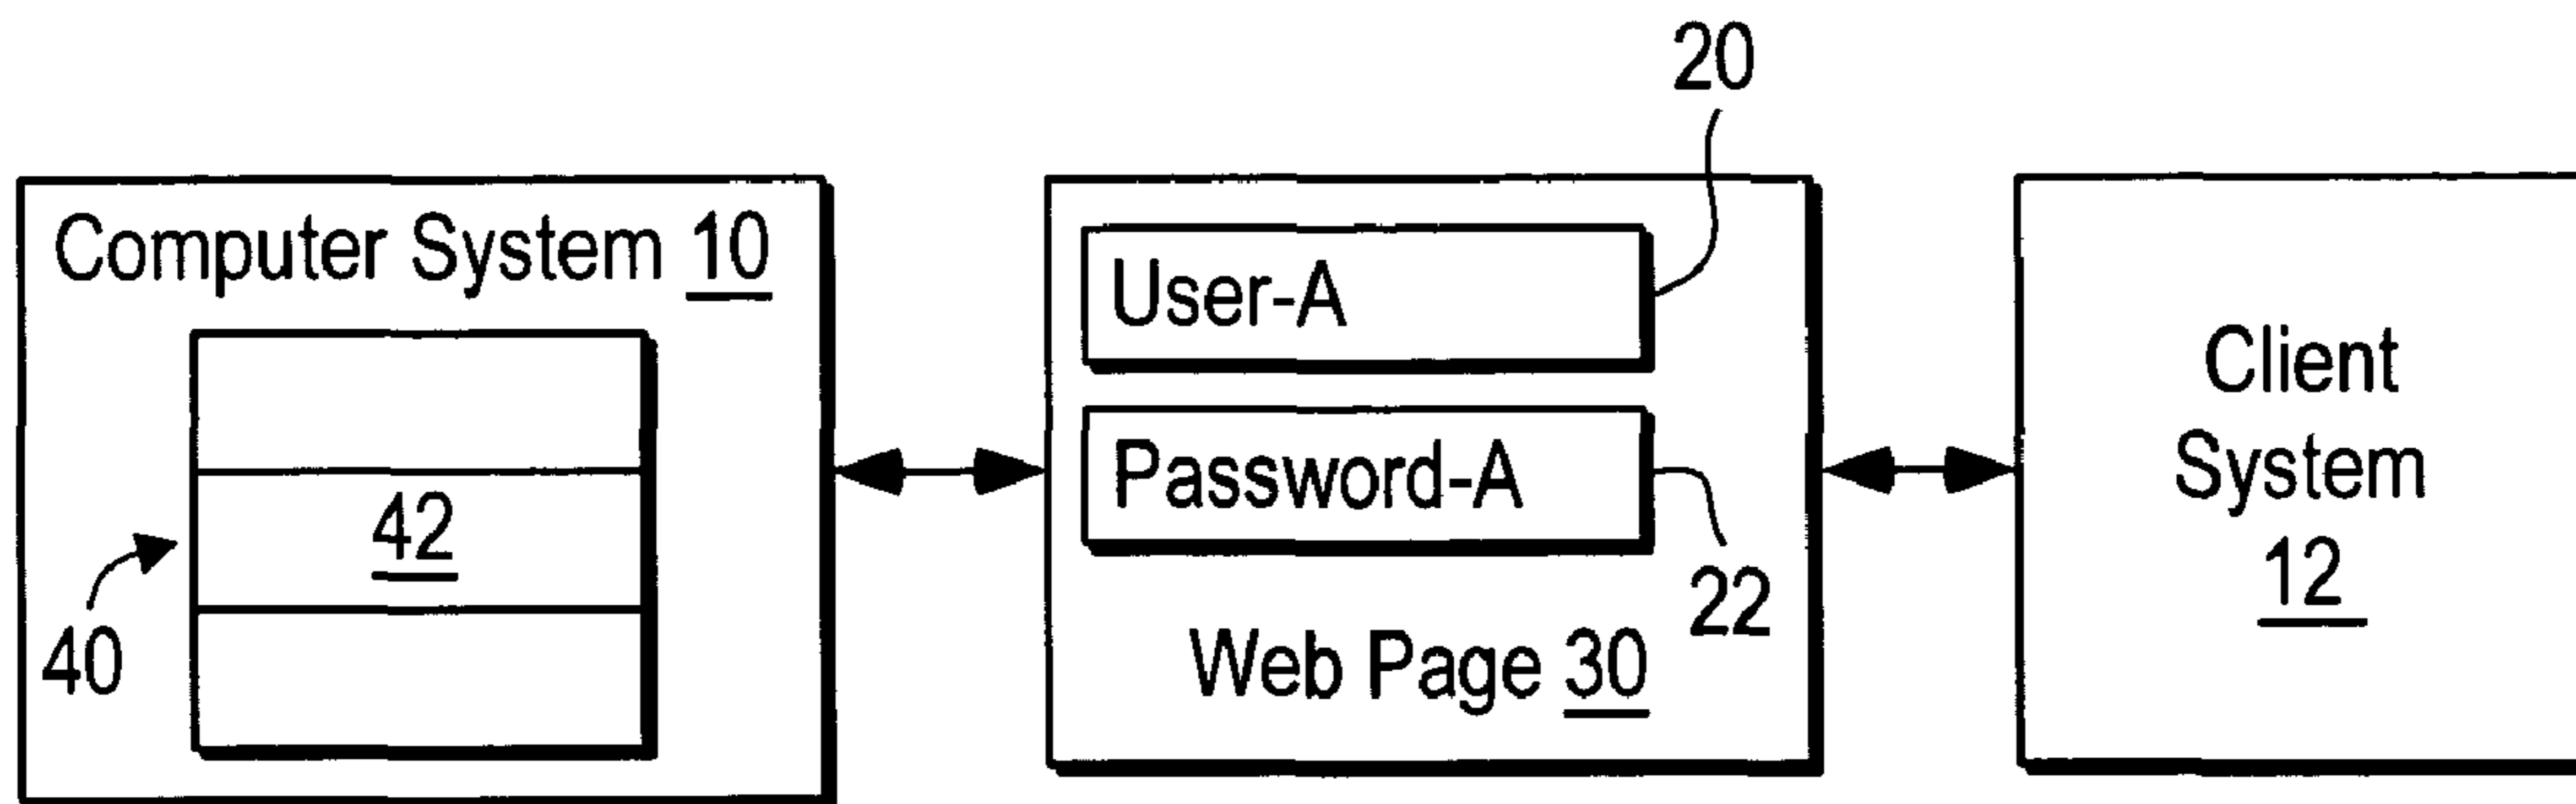 20
Computer System 10
User-A
Client
System
12
Password-A
42
40
22
Web Page 30